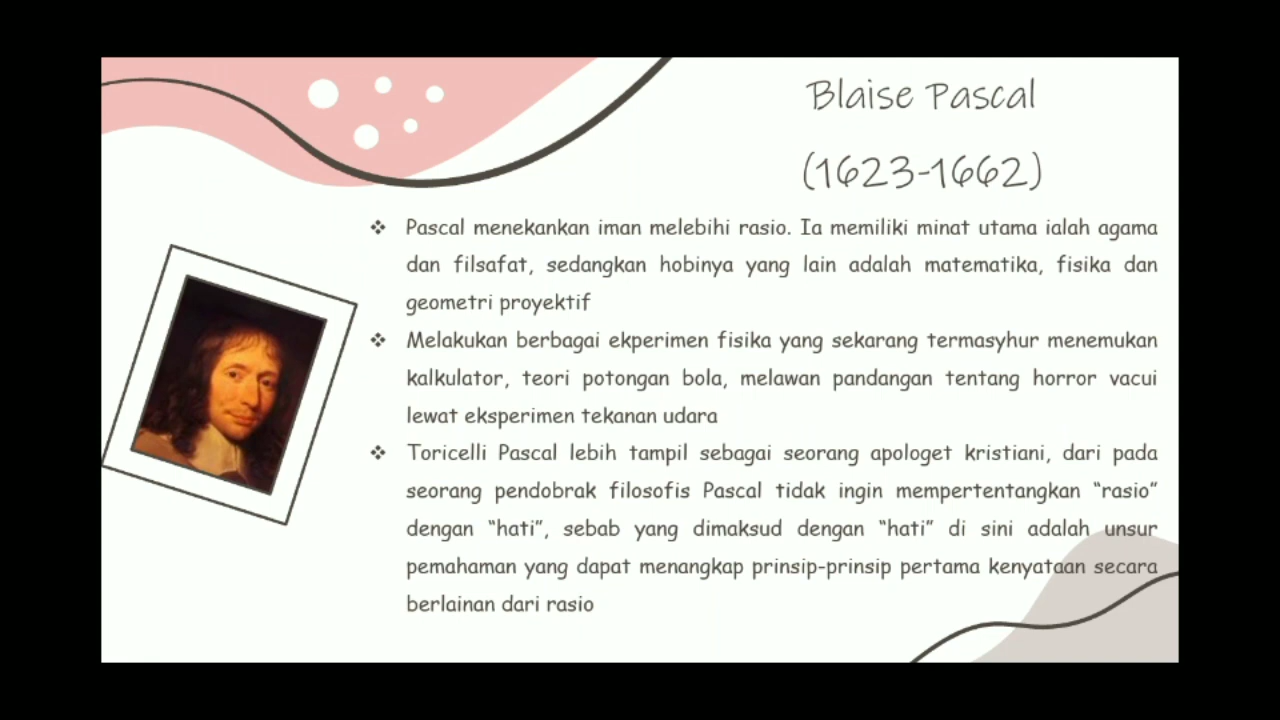 Blaise Pascal
(1623-1662)
❖ Pascal menekankan iman melebihi rasio. Ia memiliki minat utama ialah agama
dan filsafat, sedangkan hobinya yang lain adalah matematika, fisika dan
geometri proyektif
❖ Melakukan berbagai ekperimen fisika yang sekarang termasyhur menemukan
kalkulator, teori potongan bola, melawan pandangan tentang horror vacui
lewat eksperimen tekanan udara
❖ Toricelli Pascal lebih tampil sebagai seorang apologet kristiani, dari pada
seorang pendobrak filosofis Pascal tidak ingin mempertentangkan “rasio”
dengan “hati”, sebab yang dimaksud dengan “hati” di sini adalah unsur
pemahaman yang dapat menangkap prinsip-prinsip pertama kenyataan secara
berlainan dari rasio